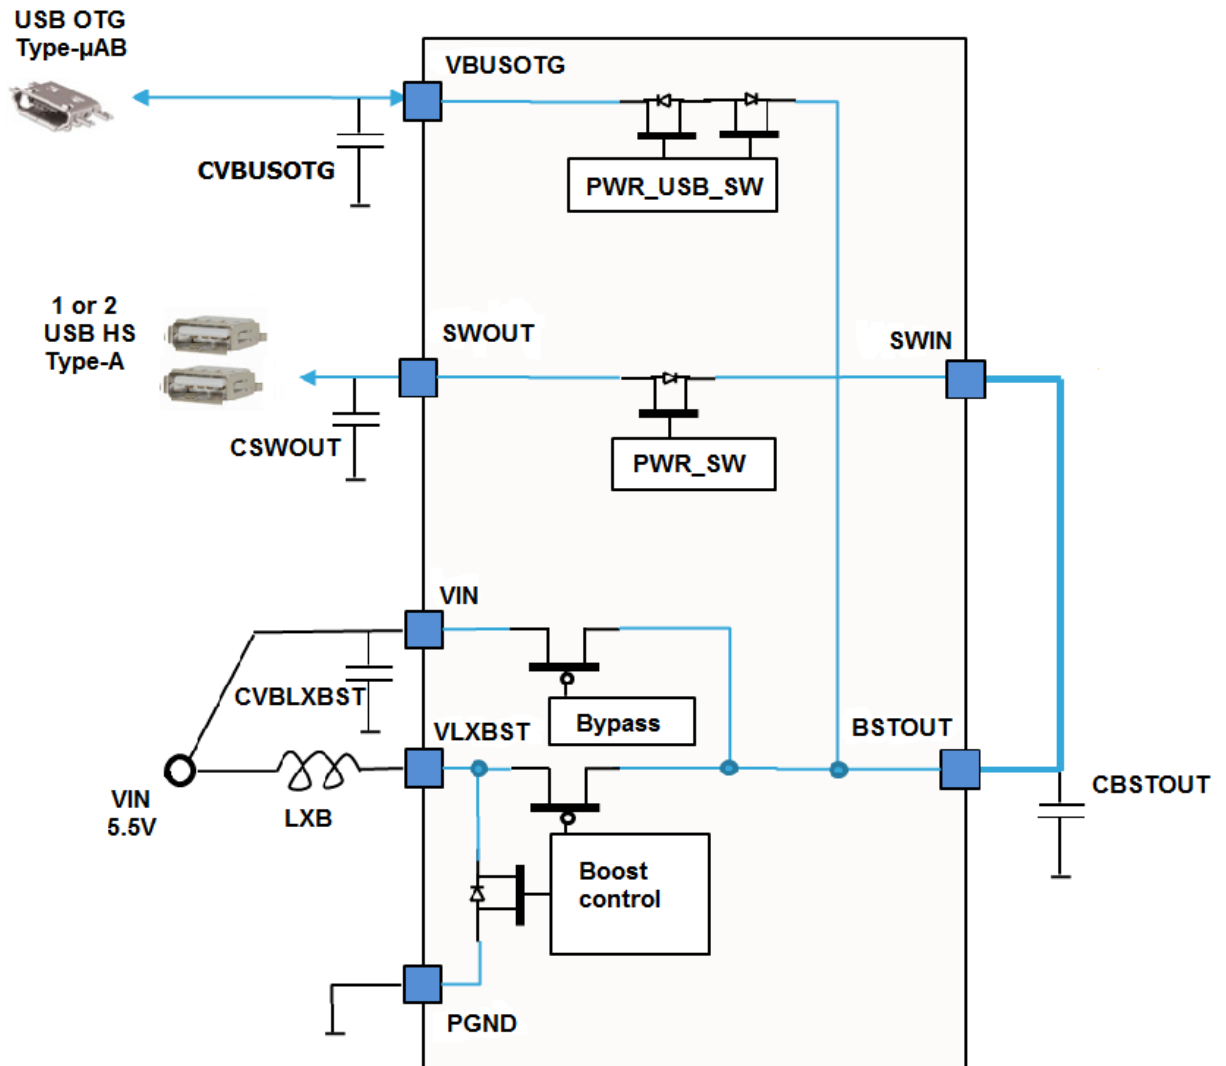 USB OTG
Type-µAB
VBUSOTG
CVBUSOTG
PWR_USB_SW
1 or 2
USB HS
Type-A
SWOUT
SWIN
CSWOUT
PWR_SW
VIN
CVBLXBST
Bypass
VLXBST
BSTOUT
VIN
5.5V
LXB
CBSTOUT
Boost
control
PGND